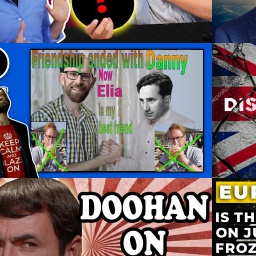 Friendship ended with Danny
Now
Elia
is my
best friend
DIS
KEEP
CALM
AND
BLAZE
ON
DOOHAN
ON
EUR
IS TH
ON JU
FROZ